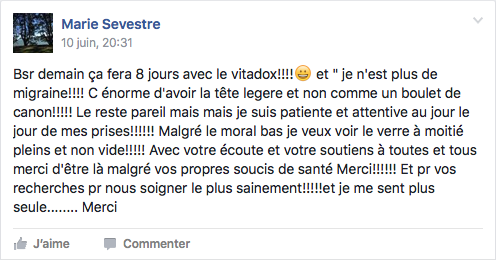 Marie Sevestre
10 juin, 20:31
Bsr demain ça fera 8 jours avec le vitadox!!!!😀 et " je n'est plus de
migraine!!!! C énorme d'avoir la tête legere et non comme un boulet de
canon!!!!! Le reste pareil mais mais je suis patiente et attentive au jour le
jour de mes prises!!!!!! Malgré le moral bas je veux voir le verre à moitié
pleins et non vide!!!!! Avec votre écoute et votre soutiens à toutes et tous
merci d'être là malgré vos propres soucis de santé Merci!!!!!! Et pr vos
recherches pr nous soigner le plus sainement!!!!!et je me sent plus
seule........ Merci
J'aime
Commenter